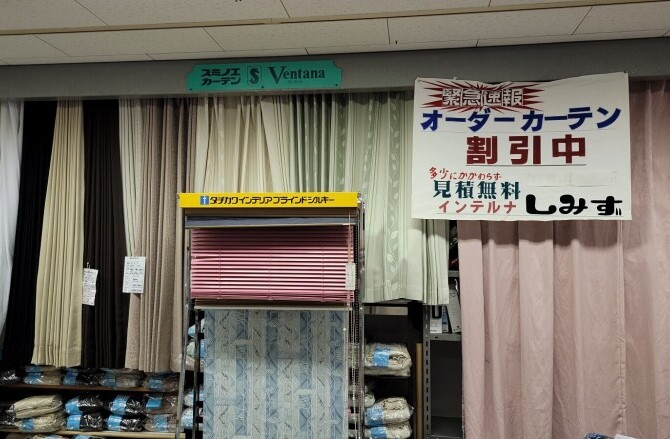 スミノエ
カーテン
S
Ventana
緊急速報
オーダーカーテン
割引中
多少にかかわらず
見積無料
インテルナ しみず
タチカワインテリアブラインドシルキー